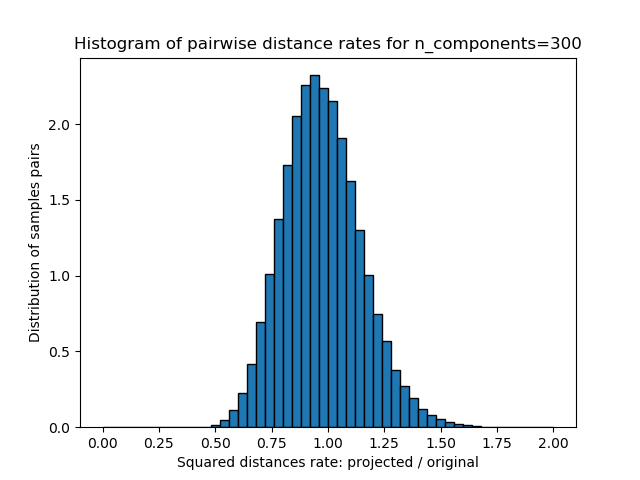 Histogram of pairwise distance rates for n_components=300
Distribution of samples pairs
2.0
1.5
1.0
0.5
0.0
0.00 0.25 0.50 0.75 1.00 1.25 1.50 1.75 2.00
Squared distances rate: projected / original